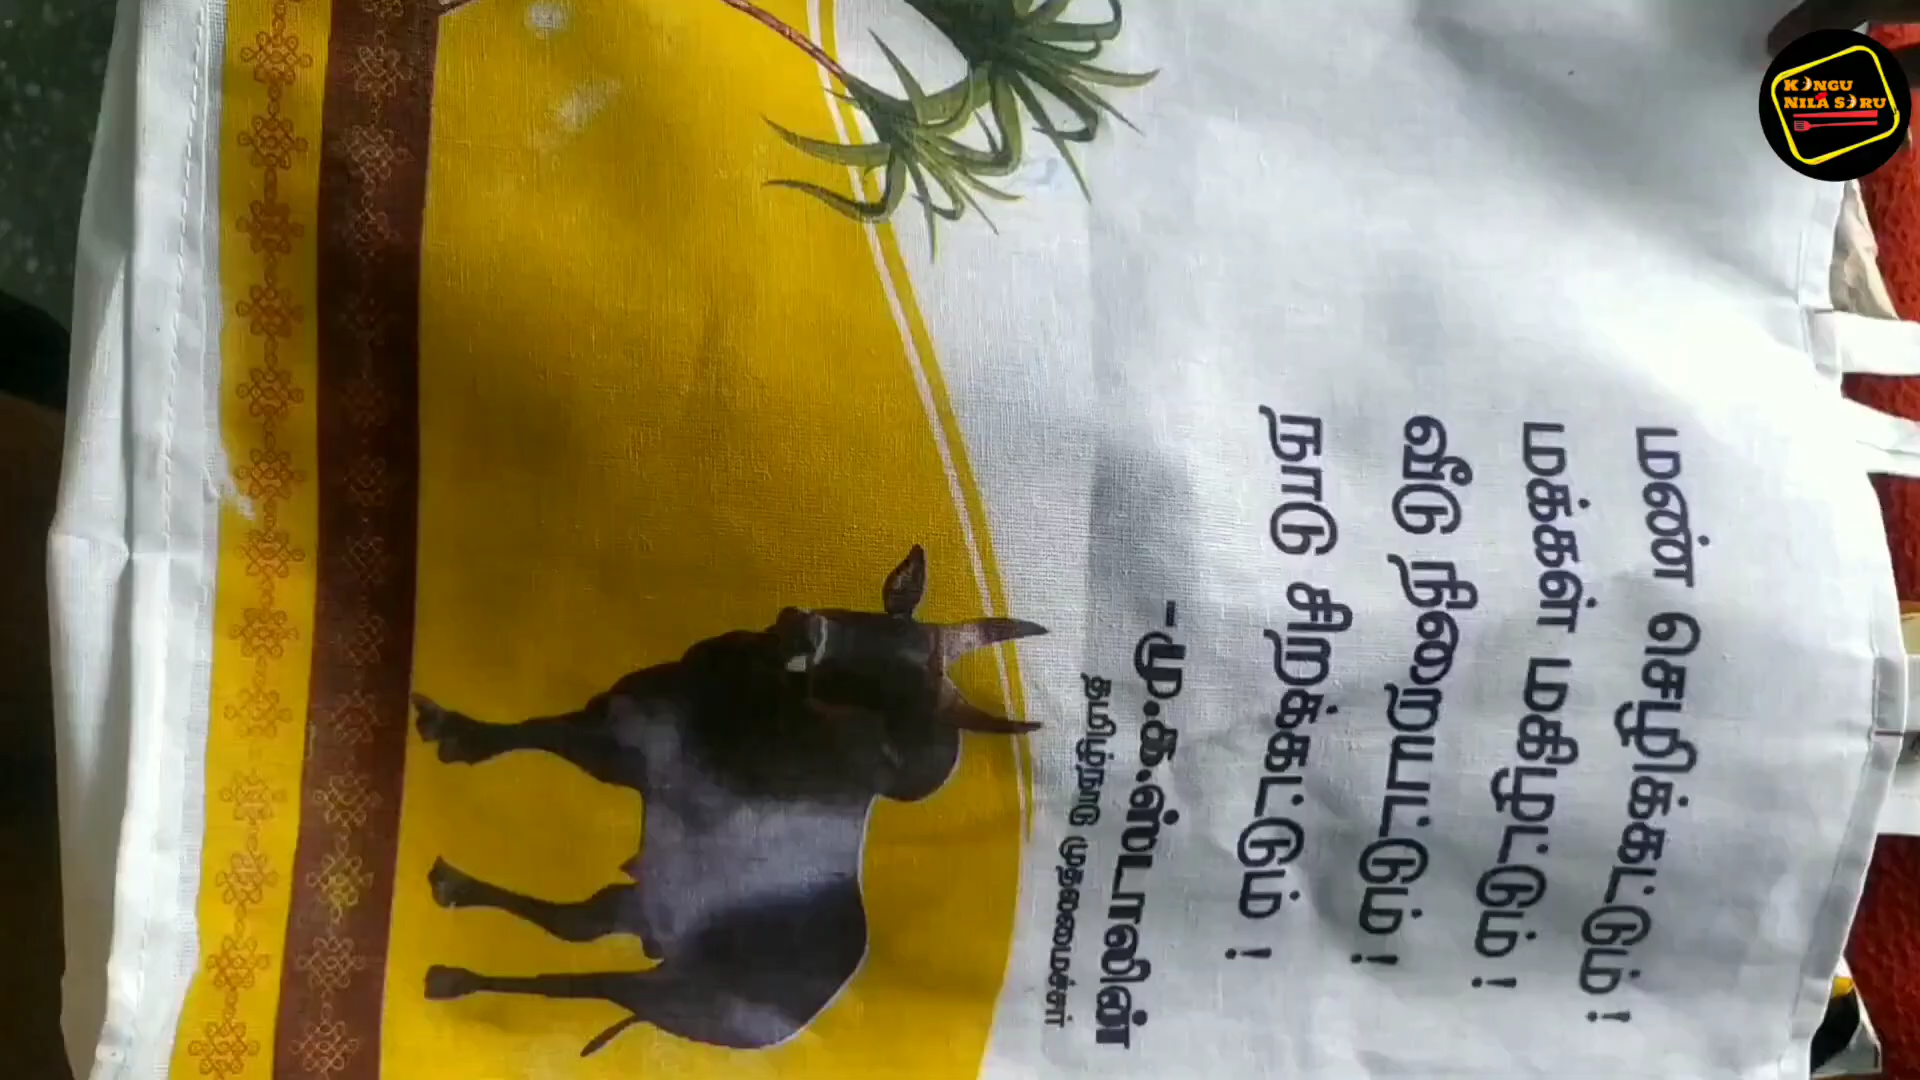 மண் செழிக்கட்டும் !
மக்கள் மகிழட்டும் !
வீடு நிறையட்டும் !
நாடு சிறக்கட்டும் !
-மு.க.ஸ்டாலின்
தமிழ்நாடு முதலமைச்சர்
KONGU
NILA SORU